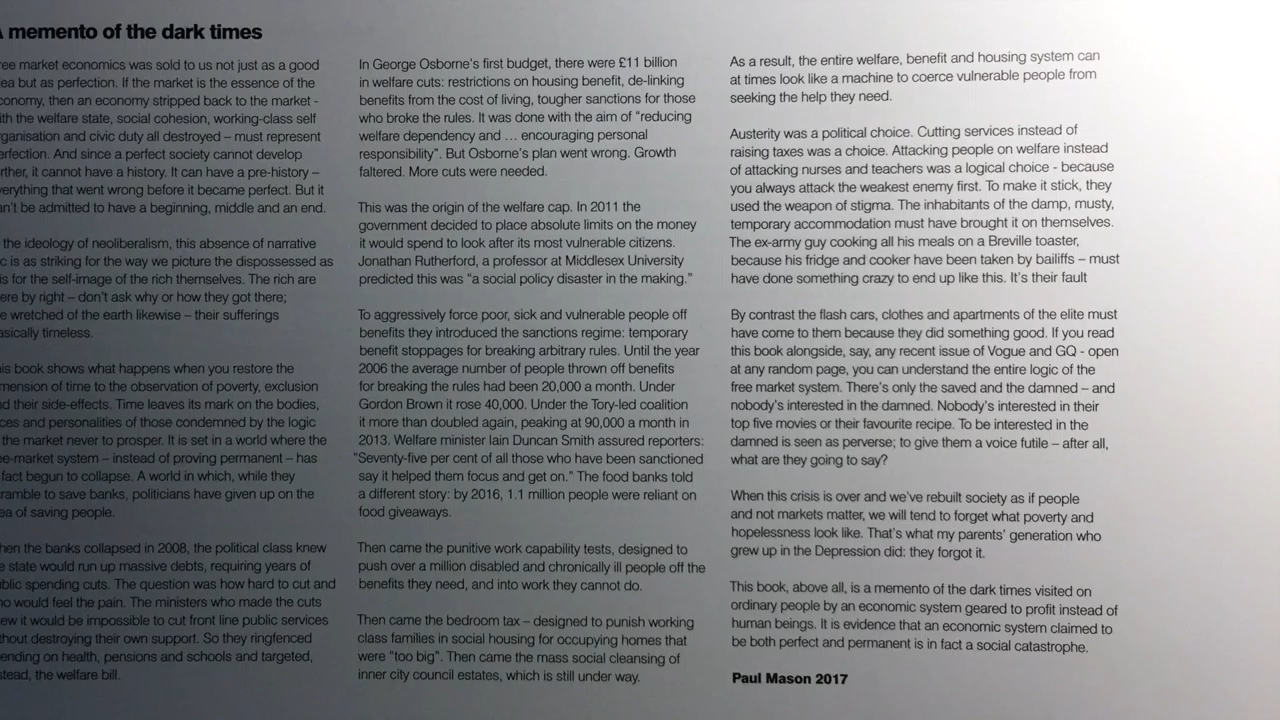 A memento of the dark times
ree market economics was sold to us not just as a good
ea but as perfection. If the market is the essence of the
conomy, then an economy stripped back to the market -
ith the welfare state, social cohesion, working-class self
rganisation and civic duty all destroyed – must represent
erfection. And since a perfect society cannot develop
rther, it cannot have a history. It can have a pre-history –
verything that went wrong before it became perfect. But it
an't be admitted to have a beginning, middle and an end.
the ideology of neoliberalism, this absence of narrative
c is as striking for the way we picture the dispossessed as
is for the self-image of the rich themselves. The rich are
ere by right – don't ask why or how they got there;
e wretched of the earth likewise – their sufferings
asically timeless.
his book shows what happens when you restore the
mension of time to the observation of poverty, exclusion
nd their side-effects. Time leaves its mark on the bodies,
ces and personalities of those condemned by the logic
the market never to prosper. It is set in a world where the
ee-market system – instead of proving permanent – has
fact begun to collapse. A world in which, while they
ramble to save banks, politicians have given up on the
ea of saving people.
hen the banks collapsed in 2008, the political class knew
e state would run up massive debts, requiring years of
ublic spending cuts. The question was how hard to cut and
ho would feel the pain. The ministers who made the cuts
ew it would be impossible to cut front line public services
thout destroying their own support. So they ringfenced
ending on health, pensions and schools and targeted,
stead, the welfare bill.
In George Osborne's first budget, there were £11 billion
in welfare cuts: restrictions on housing benefit, de-linking
benefits from the cost of living, tougher sanctions for those
who broke the rules. It was done with the aim of "reducing
welfare dependency and … encouraging personal
responsibility". But Osborne's plan went wrong. Growth
faltered. More cuts were needed.
This was the origin of the welfare cap. In 2011 the
government decided to place absolute limits on the money
it would spend to look after its most vulnerable citizens.
Jonathan Rutherford, a professor at Middlesex University
predicted this was "a social policy disaster in the making."
To aggressively force poor, sick and vulnerable people off
benefits they introduced the sanctions regime: temporary
benefit stoppages for breaking arbitrary rules. Until the year
2006 the average number of people thrown off benefits
for breaking the rules had been 20,000 a month. Under
Gordon Brown it rose 40,000. Under the Tory-led coalition
it more than doubled again, peaking at 90,000 a month in
2013. Welfare minister Iain Duncan Smith assured reporters:
"Seventy-five per cent of all those who have been sanctioned
say it helped them focus and get on." The food banks told
a different story: by 2016, 1.1 million people were reliant on
food giveaways.
Then came the punitive work capability tests, designed to
push over a million disabled and chronically ill people off the
benefits they need, and into work they cannot do.
Then came the bedroom tax – designed to punish working
class families in social housing for occupying homes that
were "too big". Then came the mass social cleansing of
inner city council estates, which is still under way.
As a result, the entire welfare, benefit and housing system can
at times look like a machine to coerce vulnerable people from
seeking the help they need.
Austerity was a political choice. Cutting services instead of
raising taxes was a choice. Attacking people on welfare instead
of attacking nurses and teachers was a logical choice - because
you always attack the weakest enemy first. To make it stick, they
used the weapon of stigma. The inhabitants of the damp, musty,
temporary accommodation must have brought it on themselves.
The ex-army guy cooking all his meals on a Breville toaster,
because his fridge and cooker have been taken by bailiffs – must
have done something crazy to end up like this. It's their fault
By contrast the flash cars, clothes and apartments of the elite must
have come to them because they did something good. If you read
this book alongside, say, any recent issue of Vogue and GQ - open
at any random page, you can understand the entire logic of the
free market system. There's only the saved and the damned – and
nobody's interested in the damned. Nobody's interested in their
top five movies or their favourite recipe. To be interested in the
damned is seen as perverse; to give them a voice futile – after all,
what are they going to say?
When this crisis is over and we've rebuilt society as if people
and not markets matter, we will tend to forget what poverty and
hopelessness look like. That's what my parents' generation who
grew up in the Depression did: they forgot it.
This book, above all, is a memento of the dark times visited on
ordinary people by an economic system geared to profit instead of
human beings. It is evidence that an economic system claimed to
be both perfect and permanent is in fact a social catastrophe.
Paul Mason 2017